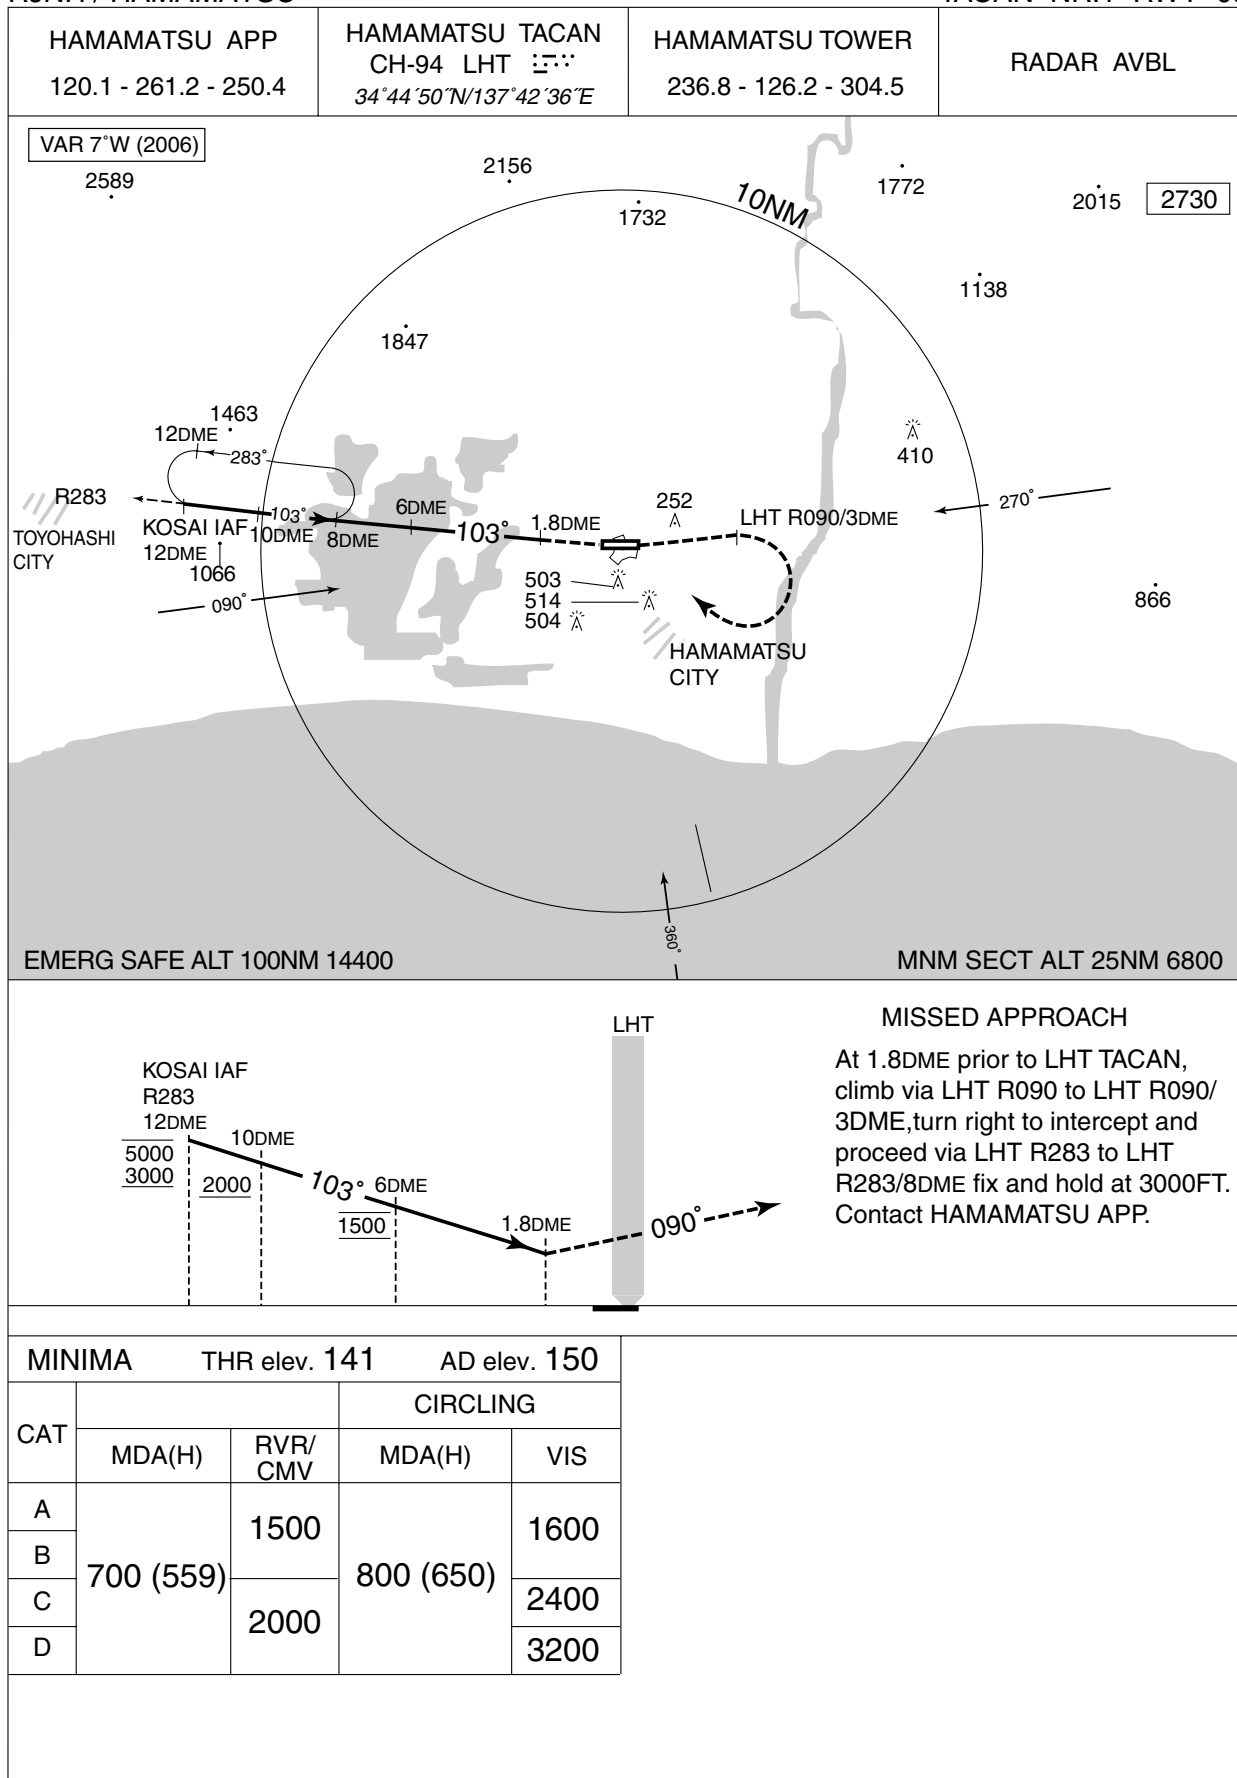 HAMAMATSU APP
120.1 - 261.2 - 250.4
HAMAMATSU TACAN
CH-94 LHT
34°44´50˝N/137°42´36˝E
HAMAMATSU TOWER
236.8 - 126.2 - 304.5
RADAR AVBL
VAR 7°W (2006)
2589
2156
1732
10NM
1772
2015
2730
1138
1847
1463
12DME
283°
410
R283
TOYOHASHI
CITY
KOSAI IAF
12DME
1066
10DME
103°
8DME
6DME
103°
1.8DME
252
LHT R090/3DME
270°
090°
503
514
504
866
HAMAMATSU
CITY
360°
EMERG SAFE ALT 100NM 14400
MNM SECT ALT 25NM 6800
LHT
KOSAI IAF
R283
12DME
5000
3000
10DME
2000
103°
6DME
1500
1.8DME
090°
MISSED APPROACH
At 1.8DME prior to LHT TACAN,
climb via LHT R090 to LHT R090/
3DME,turn right to intercept and
proceed via LHT R283 to LHT
R283/8DME fix and hold at 3000FT.
Contact HAMAMATSU APP.
MINIMA THR elev. 141 AD elev. 150
CAT
CIRCLING
MDA(H)
RVR/
CMV
MDA(H)
VIS
A
B
C
D
700 (559)
1500
2000
800 (650)
1600
2400
3200